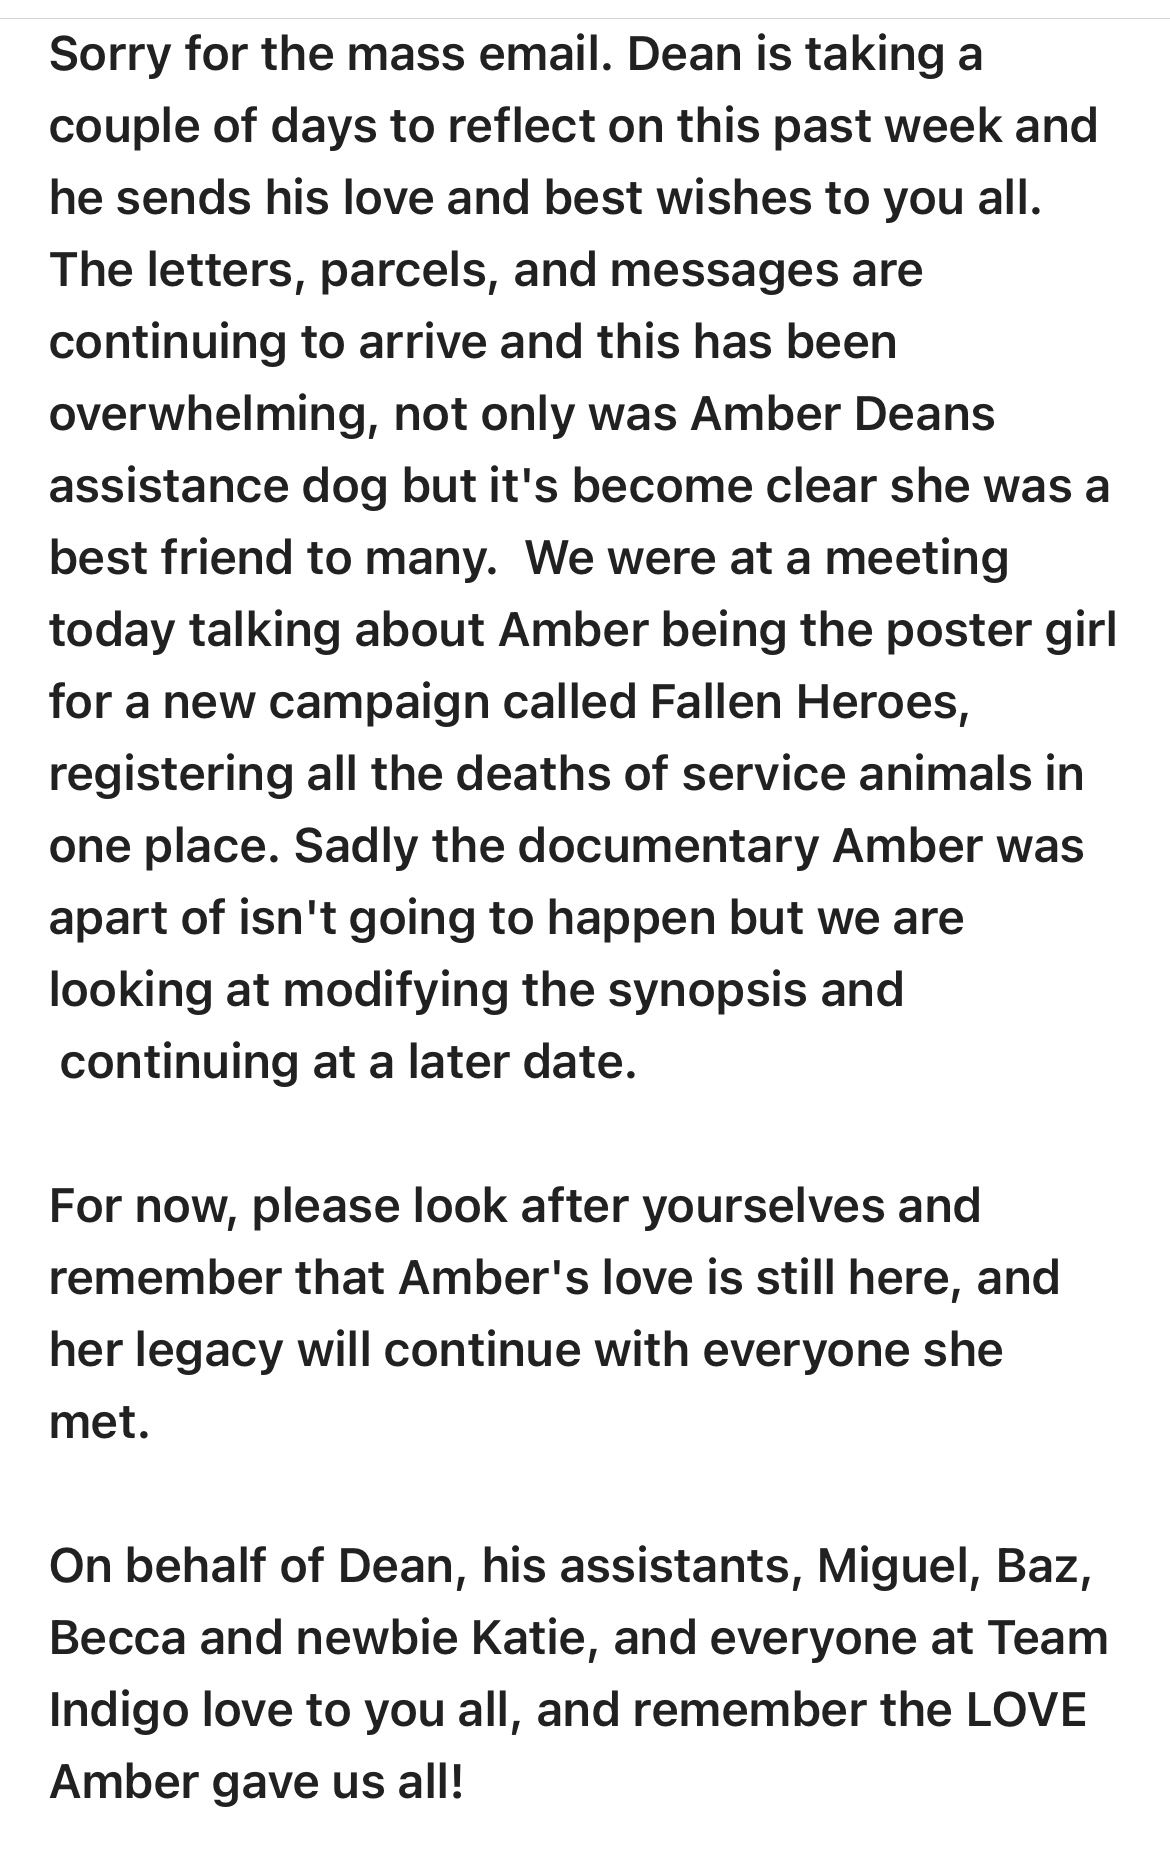 Sorry for the mass email. Dean is taking a
couple of days to reflect on this past week and
he sends his love and best wishes to you all.
The letters, parcels, and messages are
continuing to arrive and this has been
overwhelming, not only was Amber Deans
assistance dog but it's become clear she was a
best friend to many.  We were at a meeting
today talking about Amber being the poster girl
for a new campaign called Fallen Heroes,
registering all the deaths of service animals in
one place. Sadly the documentary Amber was
apart of isn't going to happen but we are
looking at modifying the synopsis and
continuing at a later date.

For now, please look after yourselves and
remember that Amber's love is still here, and
her legacy will continue with everyone she
met.

On behalf of Dean, his assistants, Miguel, Baz,
Becca and newbie Katie, and everyone at Team
Indigo love to you all, and remember the LOVE
Amber gave us all!